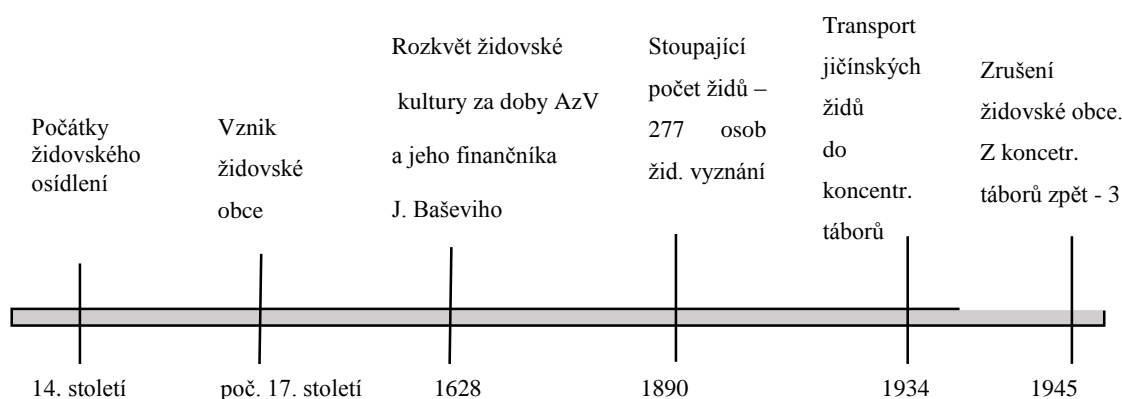 Počátky
židovského
osídlení
Vznik
židovské
obce
Rozkvět židovské
kultury za doby AzV
a jeho finančníka
J. Baševiho
Stoupající
počet židů –
277 osob
žid. vyznání
Transport
jičínských
židů
do
koncentr.
táborů
Zrušení
židovské obce.
Z koncetr.
táborů zpět - 3
14. století
poč. 17. století
1628
1890
1934
1945